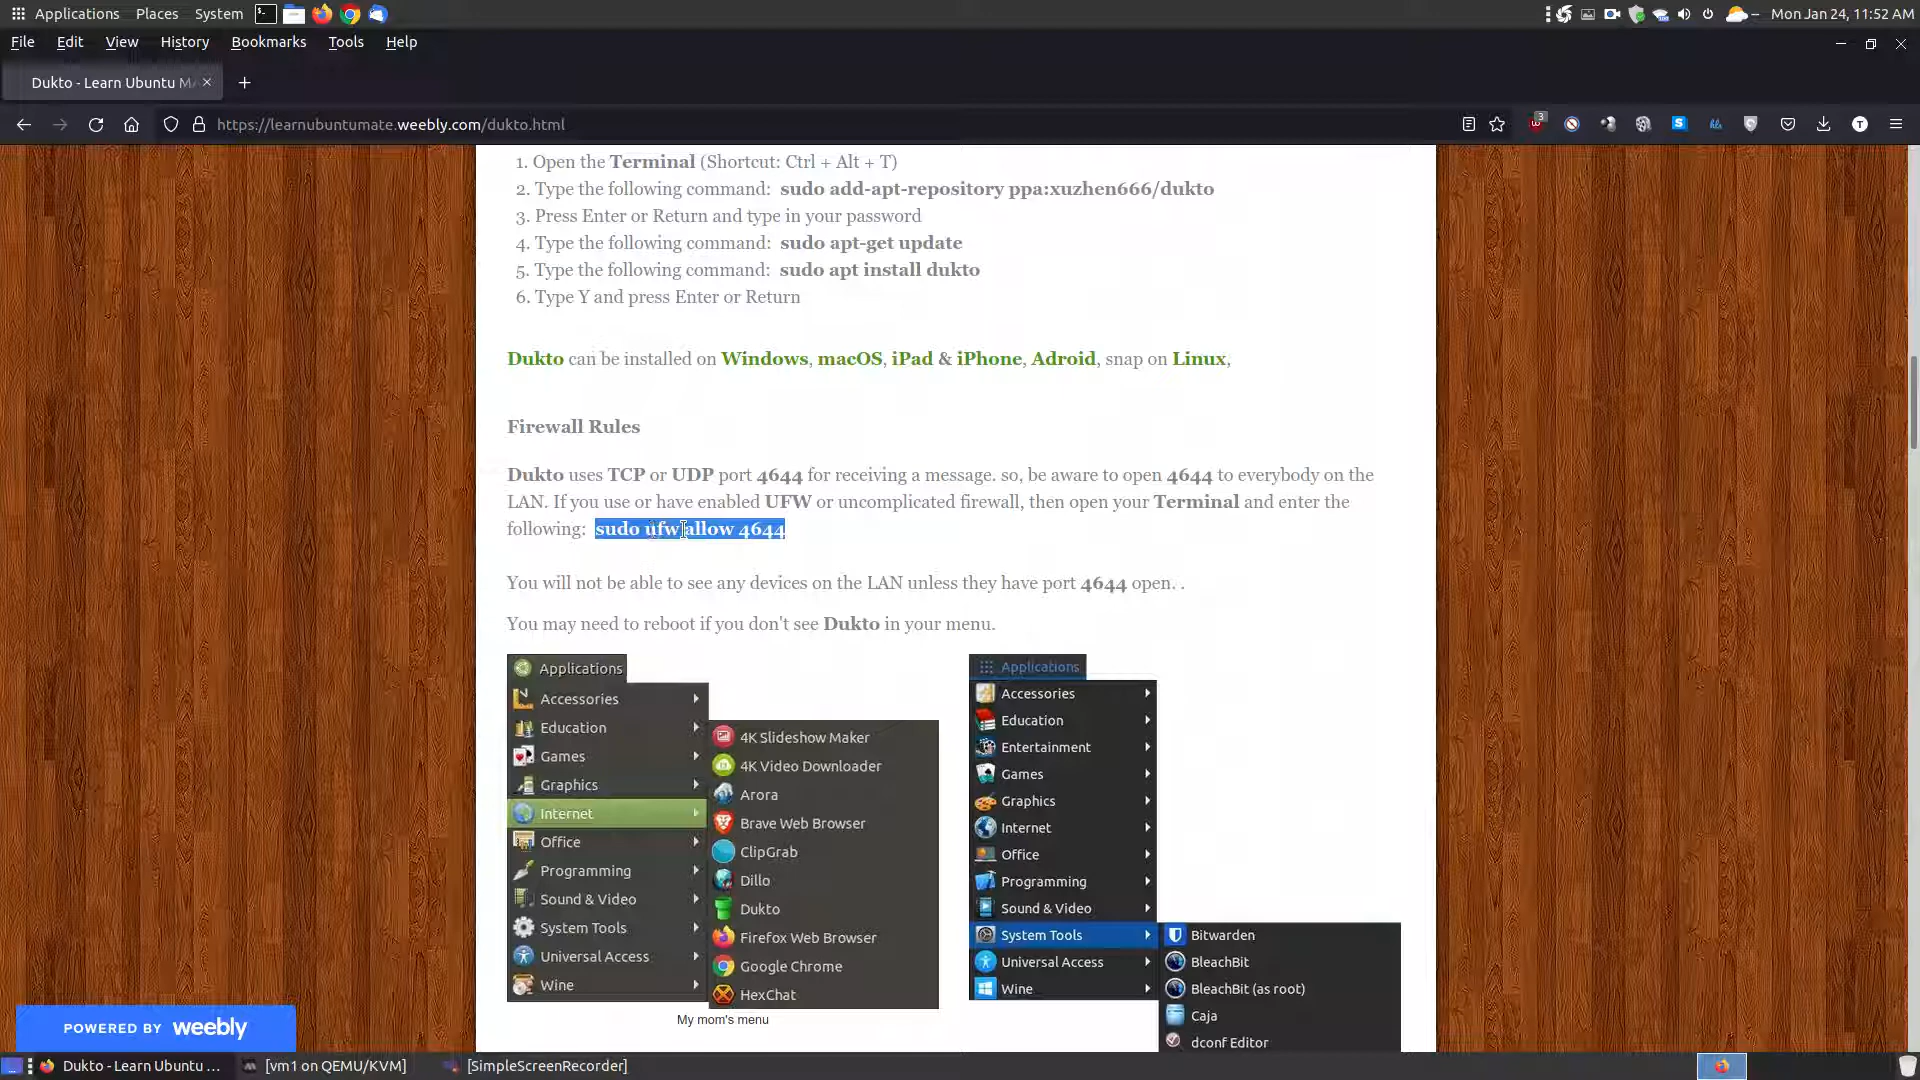 Applications Places System
Mon Jan 24, 11:52 AM
File Edit View History Bookmarks Tools Help
Dukto - Learn Ubuntu MA
https://learnubuntumate.weebly.com/dukto.html
3
S
T
1. Open the Terminal (Shortcut: Ctrl + Alt + T)
2. Type the following command: sudo add-apt-repository ppa:xuzhen666/dukto
3. Press Enter or Return and type in your password
4. Type the following command: sudo apt-get update
5. Type the following command: sudo apt install dukto
6. Type Y and press Enter or Return
Dukto can be installed on Windows, macOS, iPad & iPhone, Adroid, snap on Linux,
Firewall Rules
Dukto uses TCP or UDP port 4644 for receiving a message. so, be aware to open 4644 to everybody on the
LAN. If you use or have enabled UFW or uncomplicated firewall, then open your Terminal and enter the
following: sudo ufw allow 4644
You will not be able to see any devices on the LAN unless they have port 4644 open. .
You may need to reboot if you don't see Dukto in your menu.
Applications
Accessories
Education
Games
Graphics
Internet
Office
Programming
Sound & Video
System Tools
Universal Access
Wine
4K Slideshow Maker
4K Video Downloader
Arora
Brave Web Browser
ClipGrab
Dillo
Dukto
Firefox Web Browser
Google Chrome
HexChat
My mom's menu
Applications
Accessories
Education
Entertainment
Games
Graphics
Internet
Office
Programming
Sound & Video
System Tools
Universal Access
Wine
Bitwarden
BleachBit
BleachBit (as root)
Caja
dconf Editor
POWERED BY weebly
Dukto - Learn Ubuntu ... [vm1 on QEMU/KVM] [SimpleScreenRecorder]